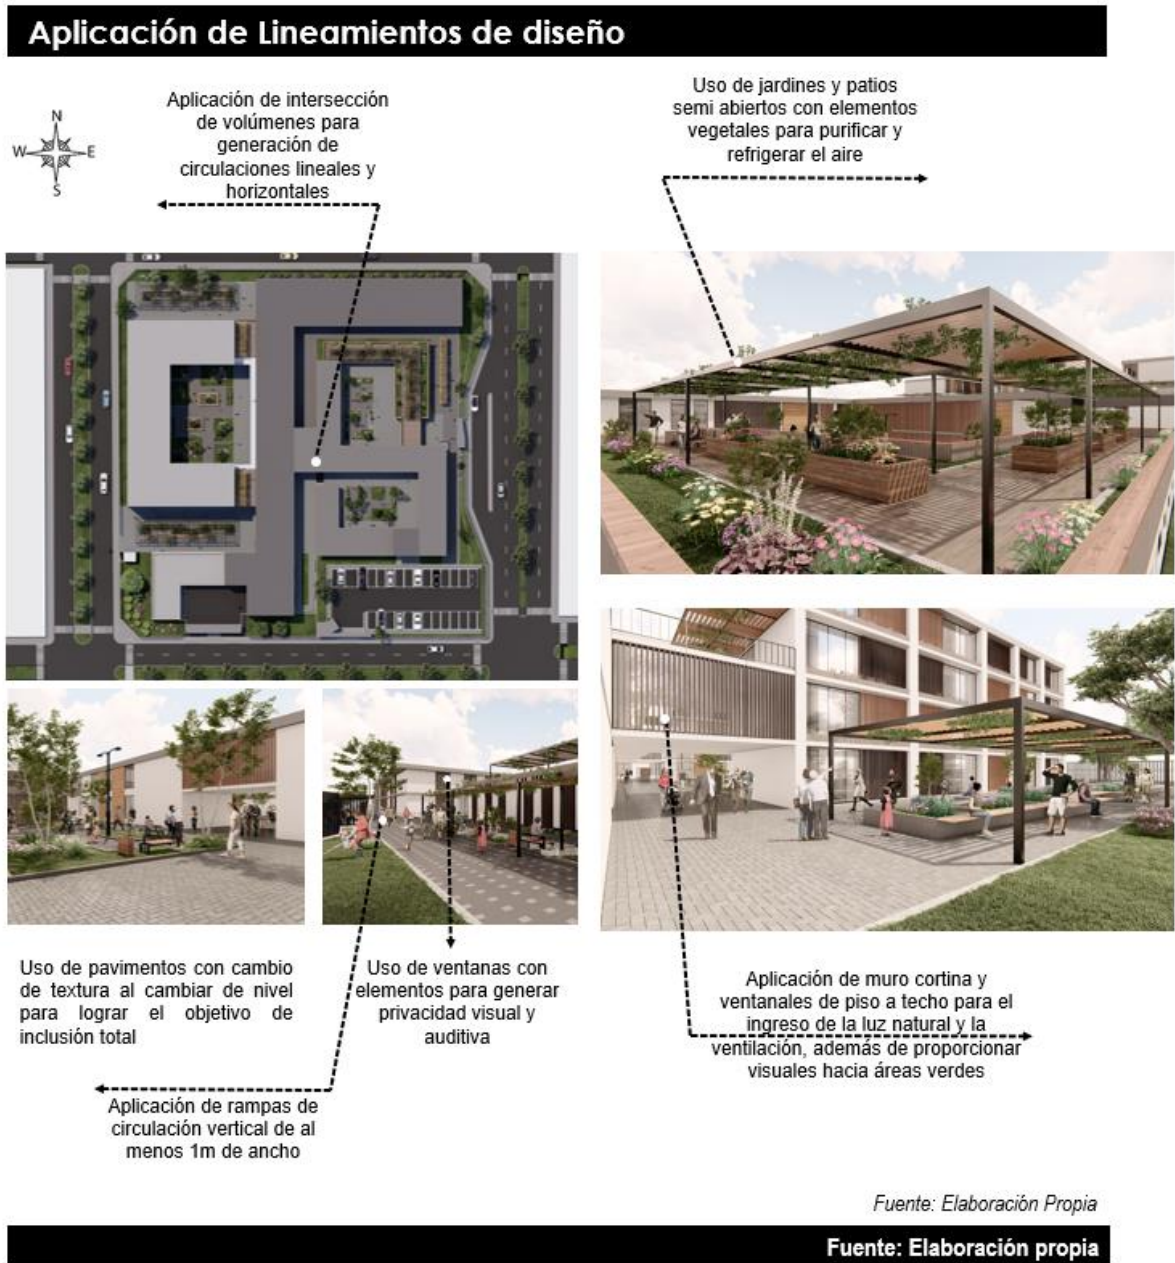 Aplicación de Lineamientos de diseño
Aplicación de intersección
de volúmenes para
generación de
circulaciones lineales y
horizontales
Uso de jardines y patios
semi abiertos con elementos
vegetales para purificar y
refrigerar el aire
N
W E
S
Uso de pavimentos con cambio
de textura al cambiar de nivel
para lograr el objetivo de
inclusión total
Uso de ventanas con
elementos para generar
privacidad visual y
auditiva
Aplicación de muro cortina y
ventanales de piso a techo para el
ingreso de la luz natural y la
ventilación, además de proporcionar
visuales hacia áreas verdes
Aplicación de rampas de
circulación vertical de al
menos 1m de ancho
Fuente: Elaboración Propia
Fuente: Elaboración propia